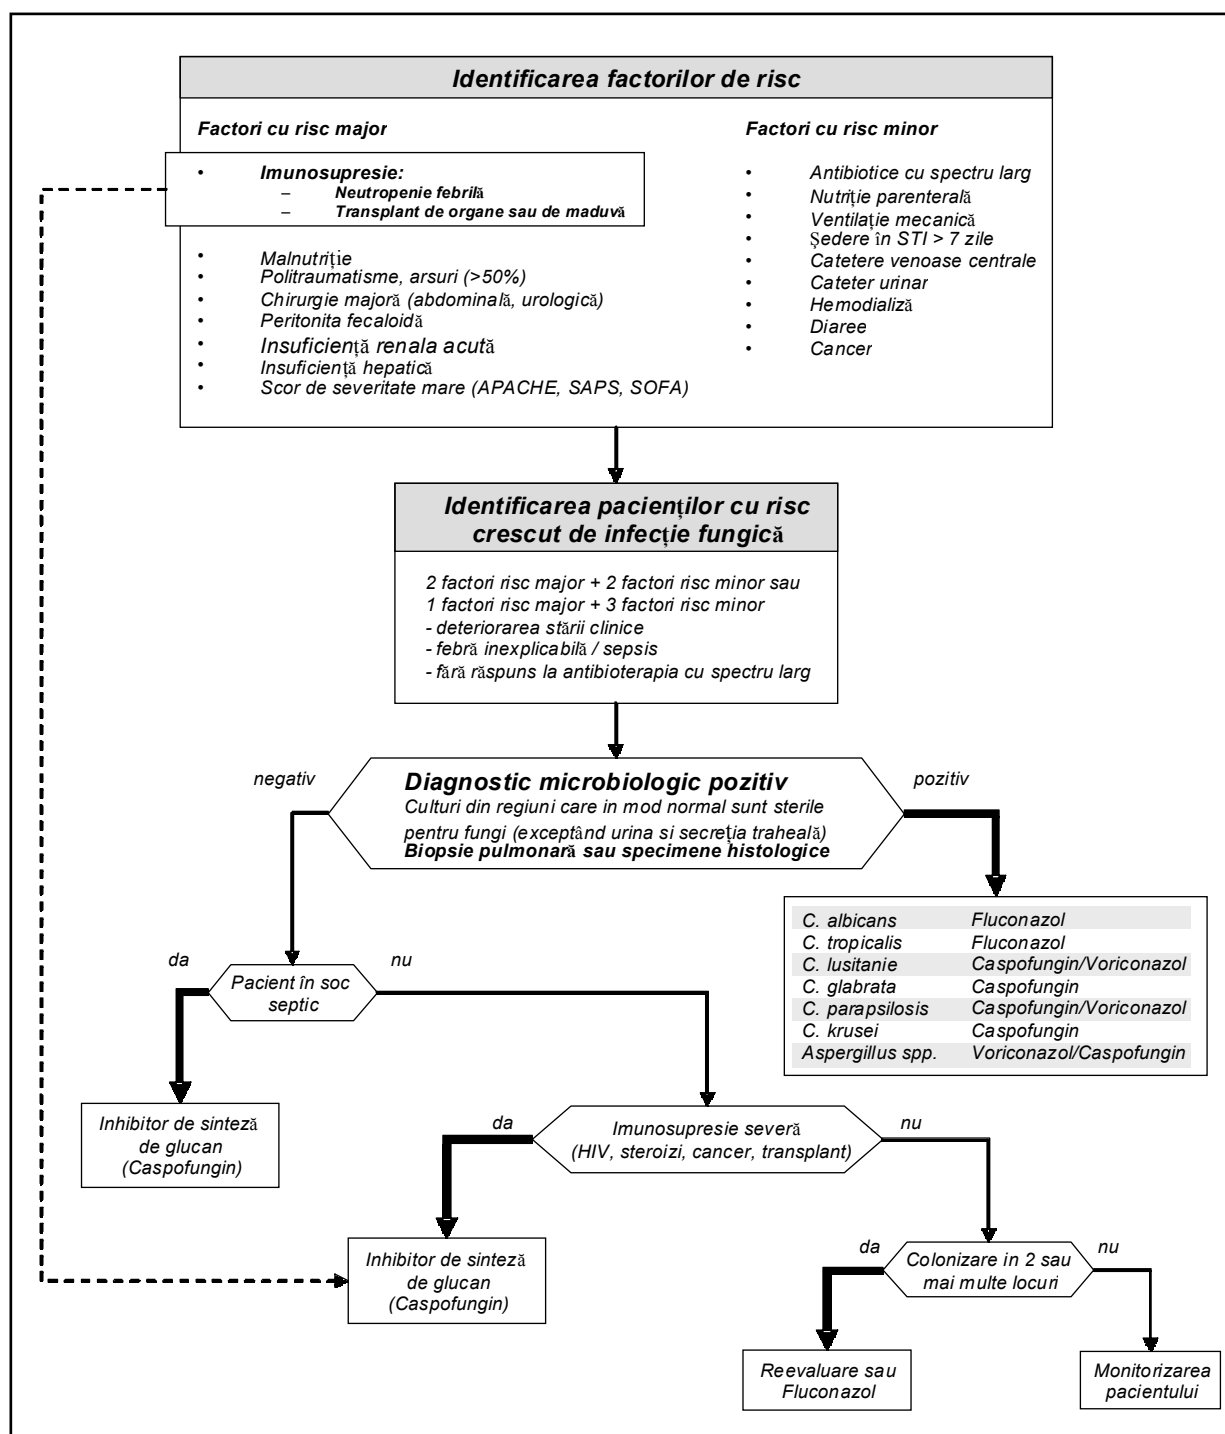 Identificarea factorilor de risc
Factori cu risc major
• Imunosupresie:
– Neutropenie febrilă
– Transplant de organe sau de maduvă
• Malnutriţie
• Politraumatisme, arsuri (>50%)
• Chirurgie majoră (abdominală, urologică)
• Peritonita fecaloidă
• Insuficienţă renala acută
• Insuficienţă hepatică
• Scor de severitate mare (APACHE, SAPS, SOFA)
Factori cu risc minor
• Antibiotice cu spectru larg
• Nutriţie parenterală
• Ventilaţie mecanică
• Şedere în STI > 7 zile
• Catetere venoase centrale
• Cateter urinar
• Hemodializă
• Diaree
• Cancer
Identificarea pacienţilor cu risc
crescut de infecţie fungică
2 factori risc major + 2 factori risc minor sau
1 factori risc major + 3 factori risc minor
- deteriorarea stării clinice
- febră inexplicabilă / sepsis
- fără răspuns la antibioterapia cu spectru larg
negativ
Diagnostic microbiologic pozitiv
Culturi din regiuni care in mod normal sunt sterile
pentru fungi (exceptând urina si secreţia traheală)
Biopsie pulmonară sau specimene histologice
pozitiv
C. albicans Fluconazol
C. tropicalis Fluconazol
C. lusitanie Caspofungin/Voriconazol
C. glabrata Caspofungin
C. parapsilosis Caspofungin/Voriconazol
C. krusei Caspofungin
Aspergillus spp. Voriconazol/Caspofungin
da
Pacient în soc
septic
nu
Inhibitor de sinteză
de glucan
(Caspofungin)
da
Imunosupresie severă
(HIV, steroizi, cancer, transplant)
nu
Inhibitor de sinteză
de glucan
(Caspofungin)
da
Colonizare in 2 sau
mai multe locuri
nu
Reevaluare sau
Fluconazol
Monitorizarea
pacientului